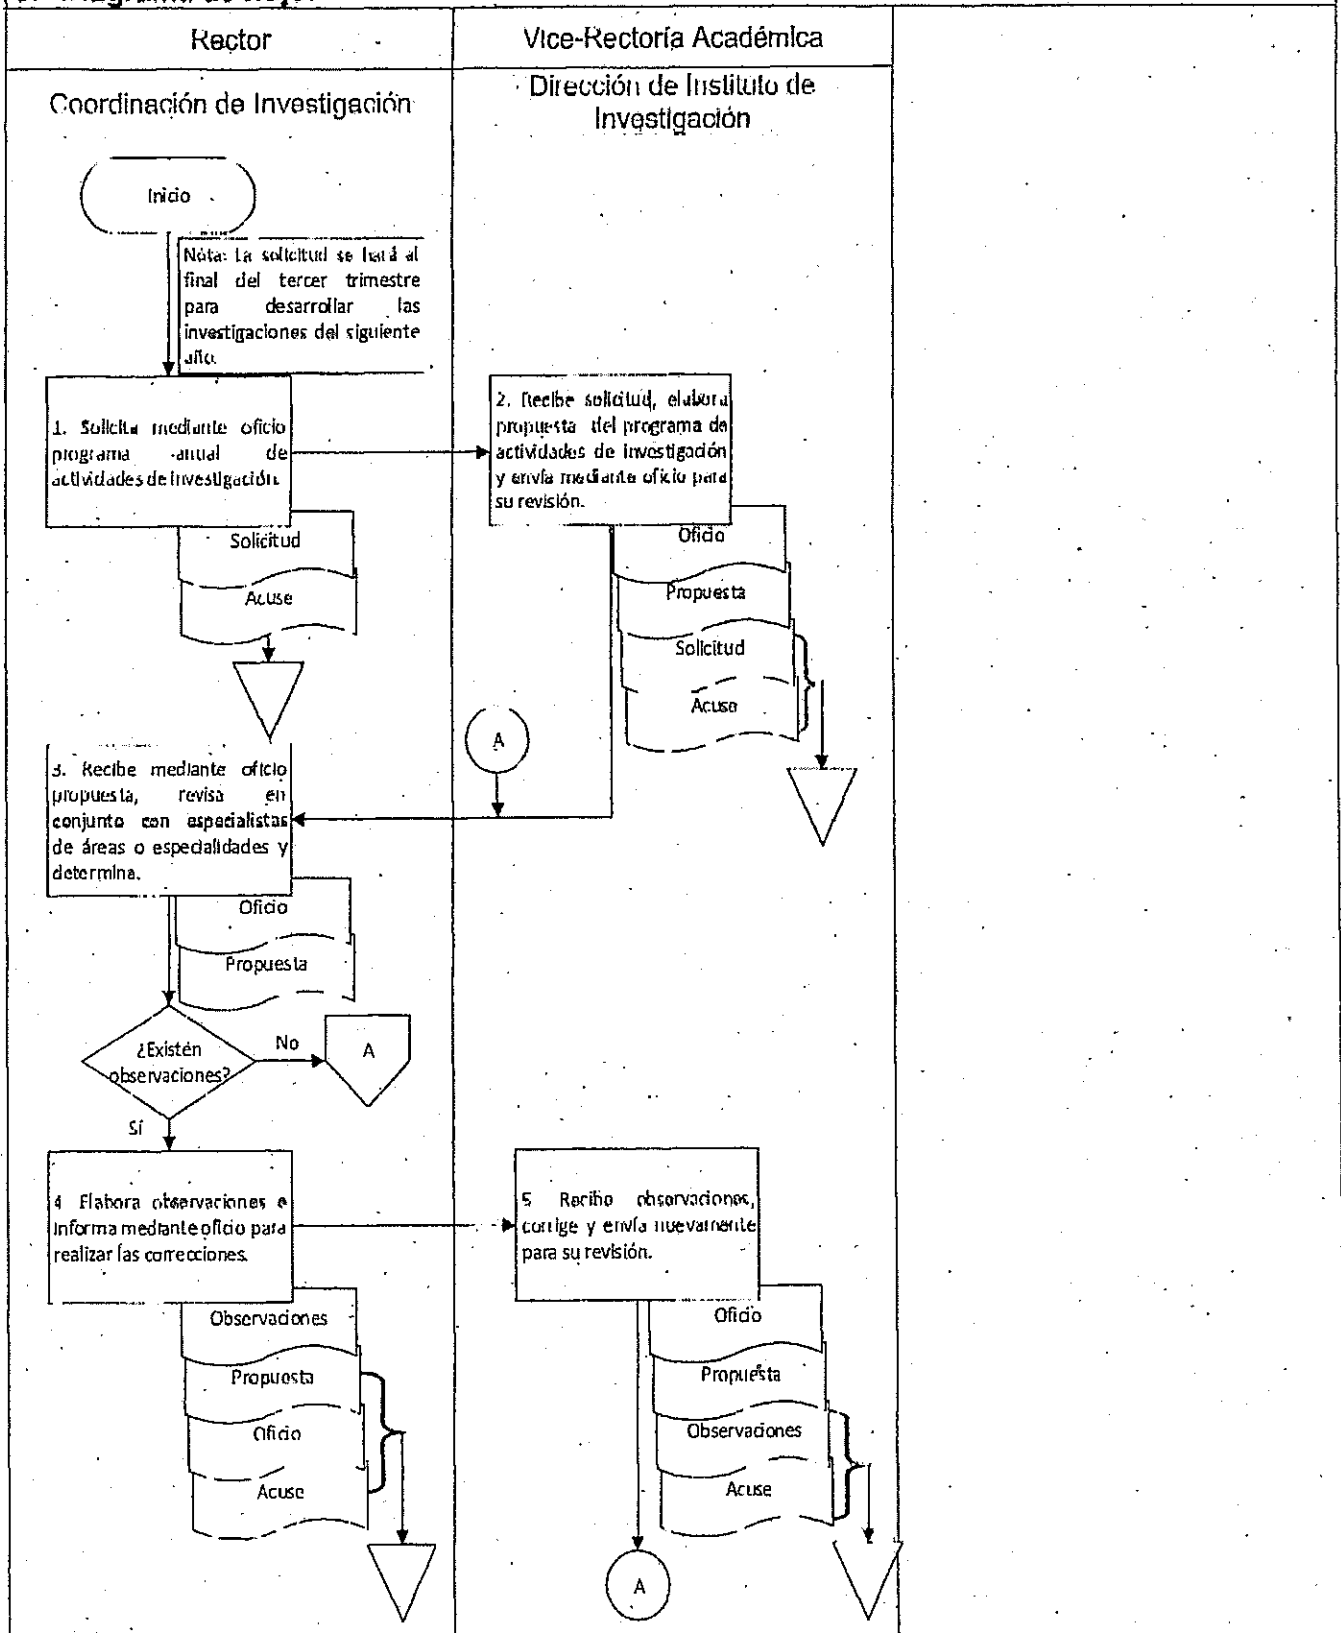 Rector
Vice-Rectoría Académica
Coordinación de Investigación
Dirección de Instituto de
Investigación
Inicio
Nota: La solicitud se hará al
final del tercer trimestre
para desarrollar las
investigaciones del siguiente
año.
1. Solicita mediante oficio
programa anual de
actividades de investigación.
Solicitud
Acuse
2. Recibe solicitud, elabora
propuesta del programa de
actividades de investigación
y envía mediante oficio para
su revisión.
Oficio
Propuesta
Solicitud
Acuse
A
3. Recibe mediante oficio
propuesta, revisa en
conjunto con especialistas
de áreas o especialidades y
determina.
Oficio
Propuesta
¿Existén
observaciones?
No
A
Sí
4 Elabora observaciones e
informa mediante oficio para
realizar las correcciones.
Observaciones
Propuesta
Oficio
Acuse
5 Recibe observaciones,
corrige y envía nuevamente
para su revisión.
Oficio
Propuesta
Observaciones
Acuse
A